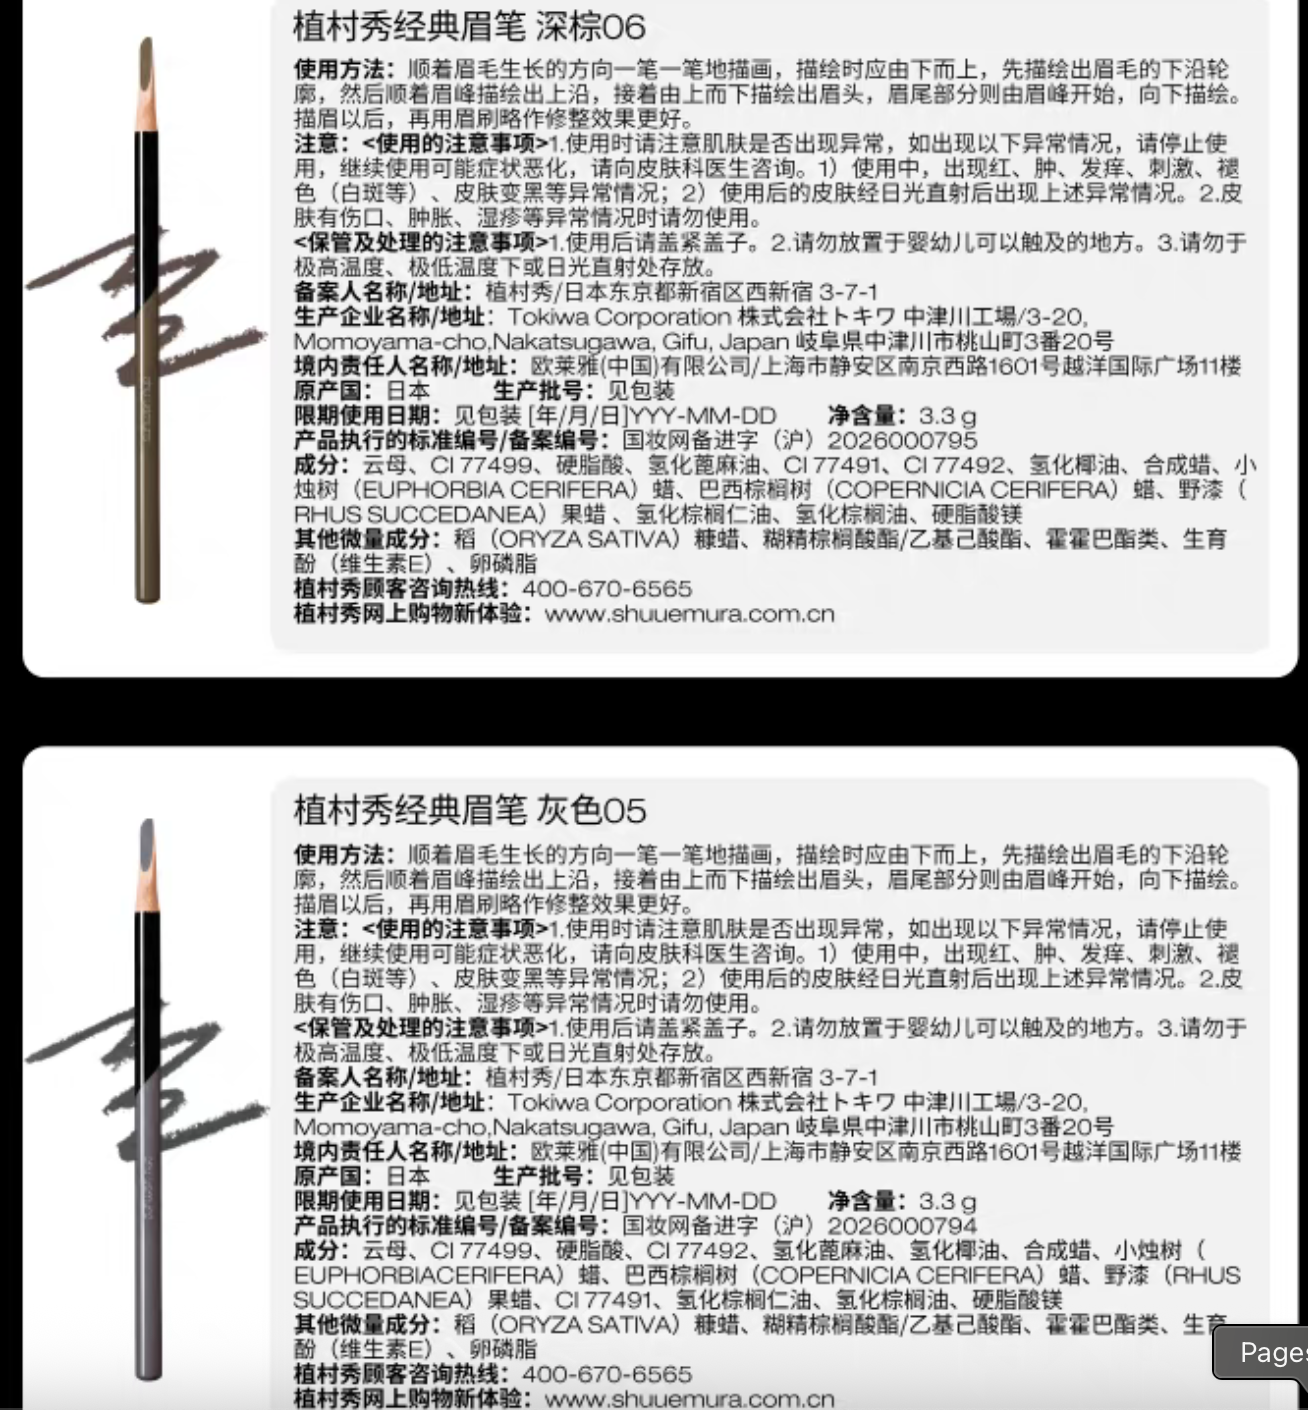 植村秀经典眉笔 深棕06
使用方法：顺着眉毛生长的方向一笔一笔地描画，描绘时应由下而上，先描绘出眉毛的下沿轮
廓，然后顺着眉峰描绘出上沿，接着由上而下描绘出眉头，眉尾部分则由眉峰开始，向下描绘。
描眉以后，再用眉刷略作修整效果更好。
注意：<使用的注意事项>1.使用时请注意肌肤是否出现异常，如出现以下异常情况，请停止使
用，继续使用可能症状恶化，请向皮肤科医生咨询。1）使用中，出现红、肿、发痒、刺激、褪
色（白斑等）、皮肤变黑等异常情况；2）使用后的皮肤经日光直射后出现上述异常情况。2.皮
肤有伤口、肿胀、湿疹等异常情况时请勿使用。
<保管及处理的注意事项>1.使用后请盖紧盖子。2.请勿放置于婴幼儿可以触及的地方。3.请勿于
极高温度、极低温度下或日光直射处存放。
备案人名称/地址：植村秀/日本东京都新宿区西新宿 3-7-1
生产企业名称/地址：Tokiwa Corporation 株式会社トキワ 中津川工場/3-20,
Momoyama-cho,Nakatsugawa, Gifu, Japan 岐阜県中津川市桃山町3番20号
境内责任人名称/地址：欧莱雅(中国)有限公司/上海市静安区南京西路1601号越洋国际广场11楼
原产国：日本 生产批号：见包装
限期使用日期：见包装 [年/月/日]YYY-MM-DD 净含量：3.3 g
产品执行的标准编号/备案编号：国妆网备进字（沪）2026000795
成分：云母、CI 77499、硬脂酸、氢化蓖麻油、CI 77491、CI 77492、氢化椰油、合成蜡、小
烛树（EUPHORBIA CERIFERA）蜡、巴西棕榈树（COPERNICIA CERIFERA）蜡、野漆（
RHUS SUCCEDANEA）果蜡 、氢化棕榈仁油、氢化棕榈油、硬脂酸镁
其他微量成分：稻（ORYZA SATIVA）糠蜡、糊精棕榈酸酯/乙基己酸酯、霍霍巴酯类、生育
酚（维生素E）、卵磷脂
植村秀顾客咨询热线：400-670-6565
植村秀网上购物新体验：www.shuuemura.com.cn
植村秀经典眉笔 灰色05
使用方法：顺着眉毛生长的方向一笔一笔地描画，描绘时应由下而上，先描绘出眉毛的下沿轮
廓，然后顺着眉峰描绘出上沿，接着由上而下描绘出眉头，眉尾部分则由眉峰开始，向下描绘。
描眉以后，再用眉刷略作修整效果更好。
注意：<使用的注意事项>1.使用时请注意肌肤是否出现异常，如出现以下异常情况，请停止使
用，继续使用可能症状恶化，请向皮肤科医生咨询。1）使用中，出现红、肿、发痒、刺激、褪
色（白斑等）、皮肤变黑等异常情况；2）使用后的皮肤经日光直射后出现上述异常情况。2.皮
肤有伤口、肿胀、湿疹等异常情况时请勿使用。
<保管及处理的注意事项>1.使用后请盖紧盖子。2.请勿放置于婴幼儿可以触及的地方。3.请勿于
极高温度、极低温度下或日光直射处存放。
备案人名称/地址：植村秀/日本东京都新宿区西新宿 3-7-1
生产企业名称/地址：Tokiwa Corporation 株式会社トキワ 中津川工場/3-20,
Momoyama-cho,Nakatsugawa, Gifu, Japan 岐阜県中津川市桃山町3番20号
境内责任人名称/地址：欧莱雅(中国)有限公司/上海市静安区南京西路1601号越洋国际广场11楼
原产国：日本 生产批号：见包装
限期使用日期：见包装 [年/月/日]YYY-MM-DD 净含量：3.3 g
产品执行的标准编号/备案编号：国妆网备进字（沪）2026000794
成分：云母、CI 77499、硬脂酸、CI 77492、氢化蓖麻油、氢化椰油、合成蜡、小烛树（
EUPHORBIACERIFERA）蜡、巴西棕榈树（COPERNICIA CERIFERA）蜡、野漆（RHUS
SUCCEDANEA）果蜡、CI 77491、氢化棕榈仁油、氢化棕榈油、硬脂酸镁
其他微量成分：稻（ORYZA SATIVA）糠蜡、糊精棕榈酸酯/乙基己酸酯、霍霍巴酯类、生育
酚（维生素E）、卵磷脂
植村秀顾客咨询热线：400-670-6565
植村秀网上购物新体验：www.shuuemura.com.cn
Pages